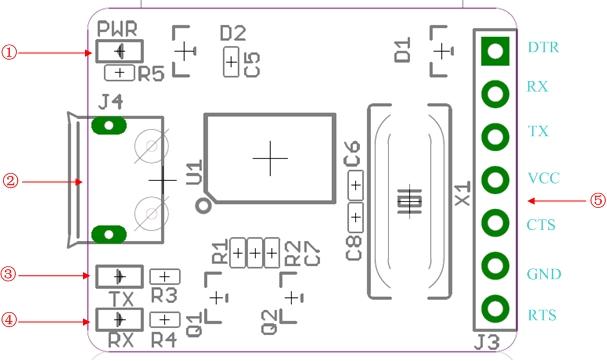 PWR
①
R5
J4
D2
C5
D1
DTR
RX
TX
VCC
CTS
GND
RTS
⑤
②
U1
C6
C8
X1
③
TX
R3
R1
R2
C7
④
RX
R4
Q1
Q2
J3